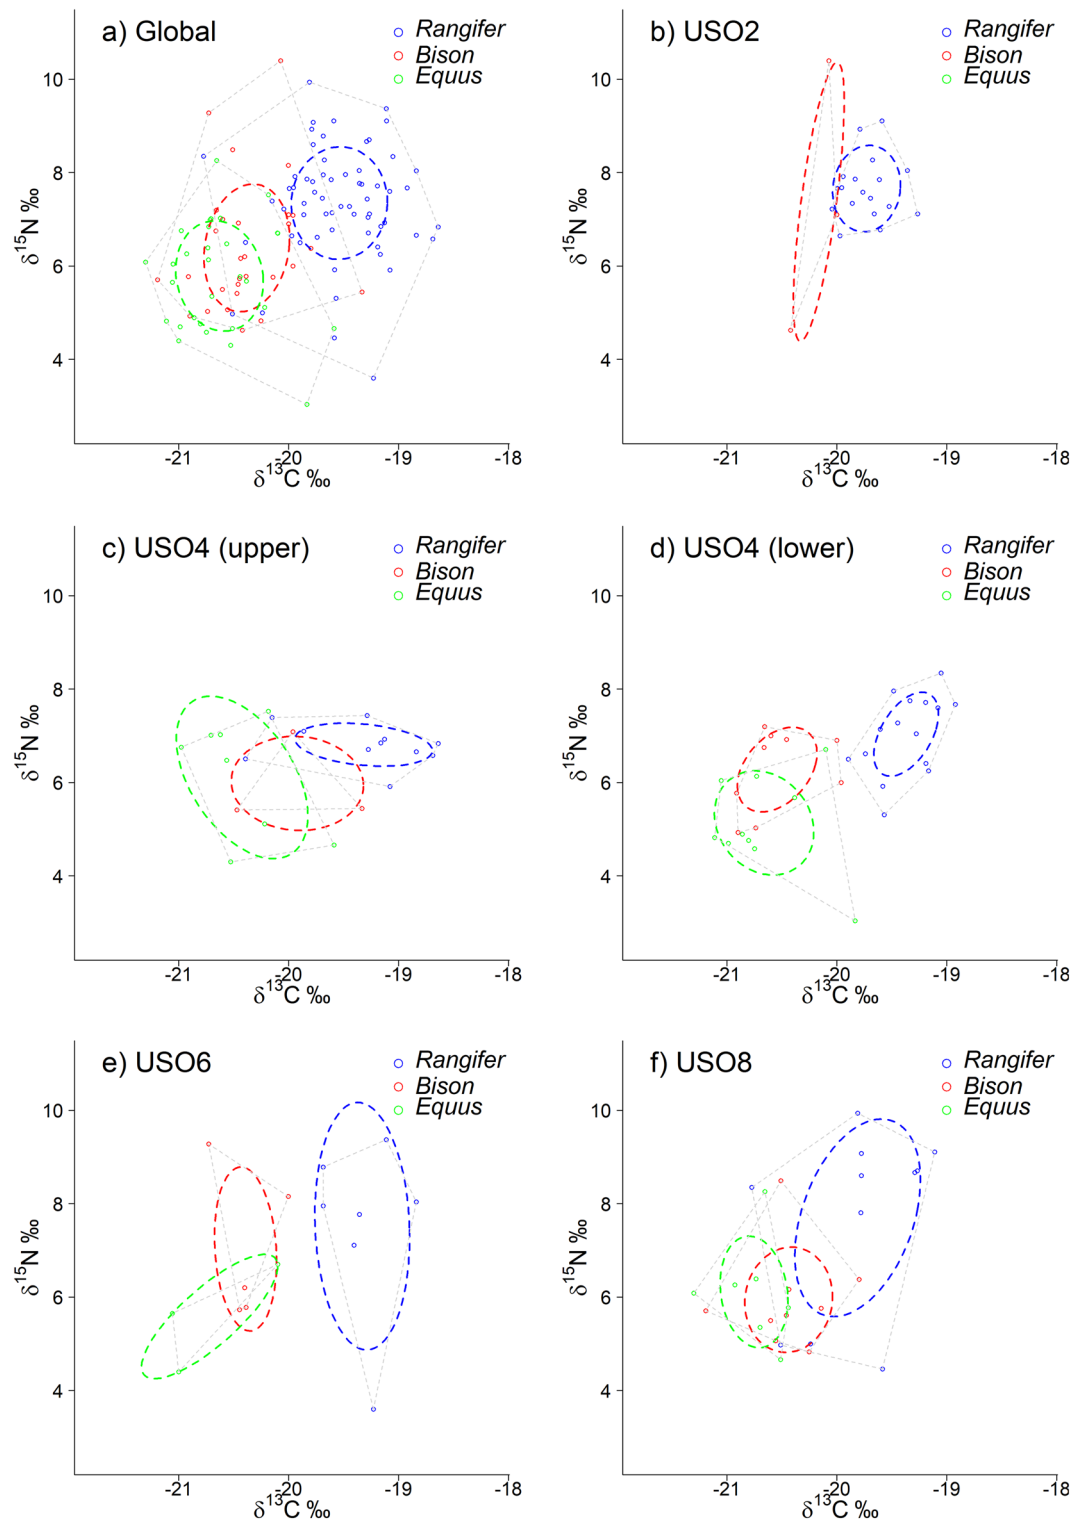 a) Global
Rangifer
Bison
Equus
10
8
6
4
δ¹⁵N ‰
-21
-20
-19
-18
δ¹³C ‰
b) USO2
Rangifer
Bison
Equus
10
8
6
4
δ¹⁵N ‰
-21
-20
-19
-18
δ¹³C ‰
c) USO4 (upper)
Rangifer
Bison
Equus
10
8
6
4
δ¹⁵N ‰
-21
-20
-19
-18
δ¹³C ‰
d) USO4 (lower)
Rangifer
Bison
Equus
10
8
6
4
δ¹⁵N ‰
-21
-20
-19
-18
δ¹³C ‰
e) USO6
Rangifer
Bison
Equus
10
8
6
4
δ¹⁵N ‰
-21
-20
-19
-18
δ¹³C ‰
f) USO8
Rangifer
Bison
Equus
10
8
6
4
δ¹⁵N ‰
-21
-20
-19
-18
δ¹³C ‰